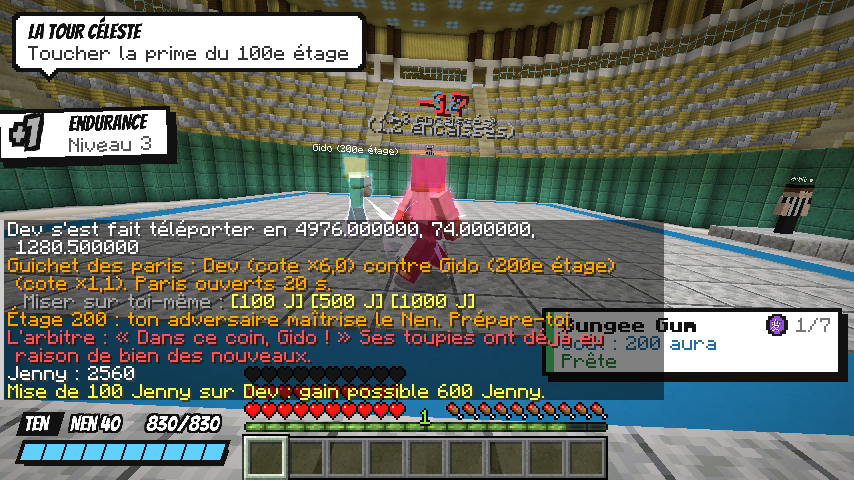 LA TOUR CÉLESTE
Toucher la prime du 100e étage
+1
ENDURANCE
Niveau 3
Gido (200e étage)
Dev s'est fait téléporter en 4976.000000, 74.000000,
1280.500000
Guichet des paris : Dev (cote ×6,0) contre Gido (200e étage)
(cote ×1,1). Paris ouverts 20 s.
Miser sur toi-même : [100 J] [500 J] [1000 J]
Étage 200 : ton adversaire maîtrise le Nen. Prépare-toi.
L'arbitre : « Dans ce coin, Gido ! » Ses toupies ont déjà eu
raison de bien des nouveaux.
Jenny : 2560
Mise de 100 Jenny sur Dev : gain possible 600 Jenny.
Bungee Gum
1/7
: 200 aura
Prête
1
TEN
NEN 40
830/830